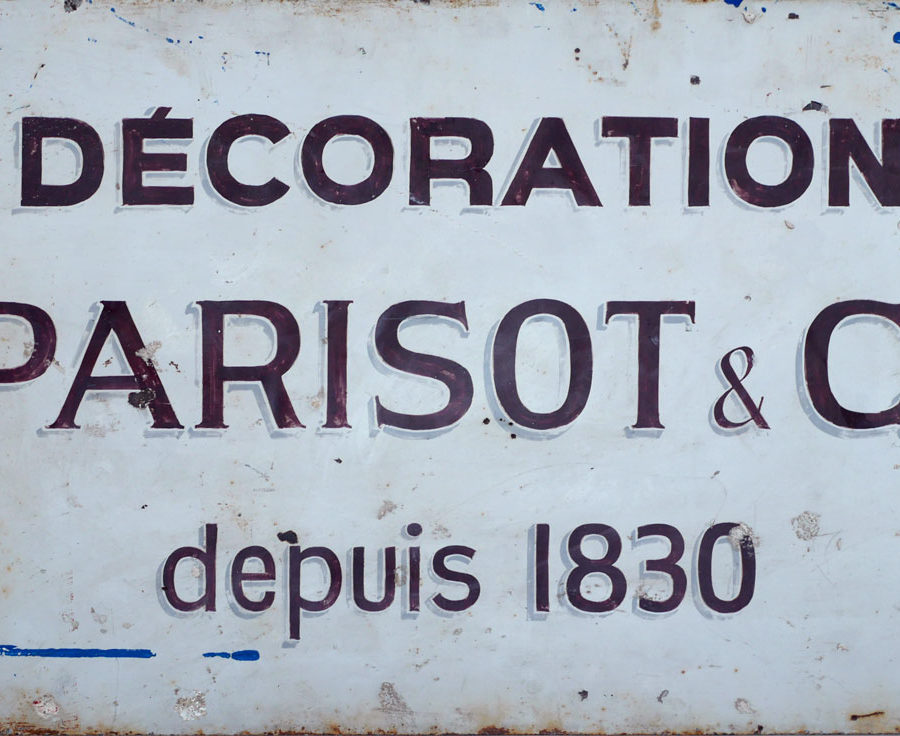 DÉCORATION
PARISOT & C
depuis 1830